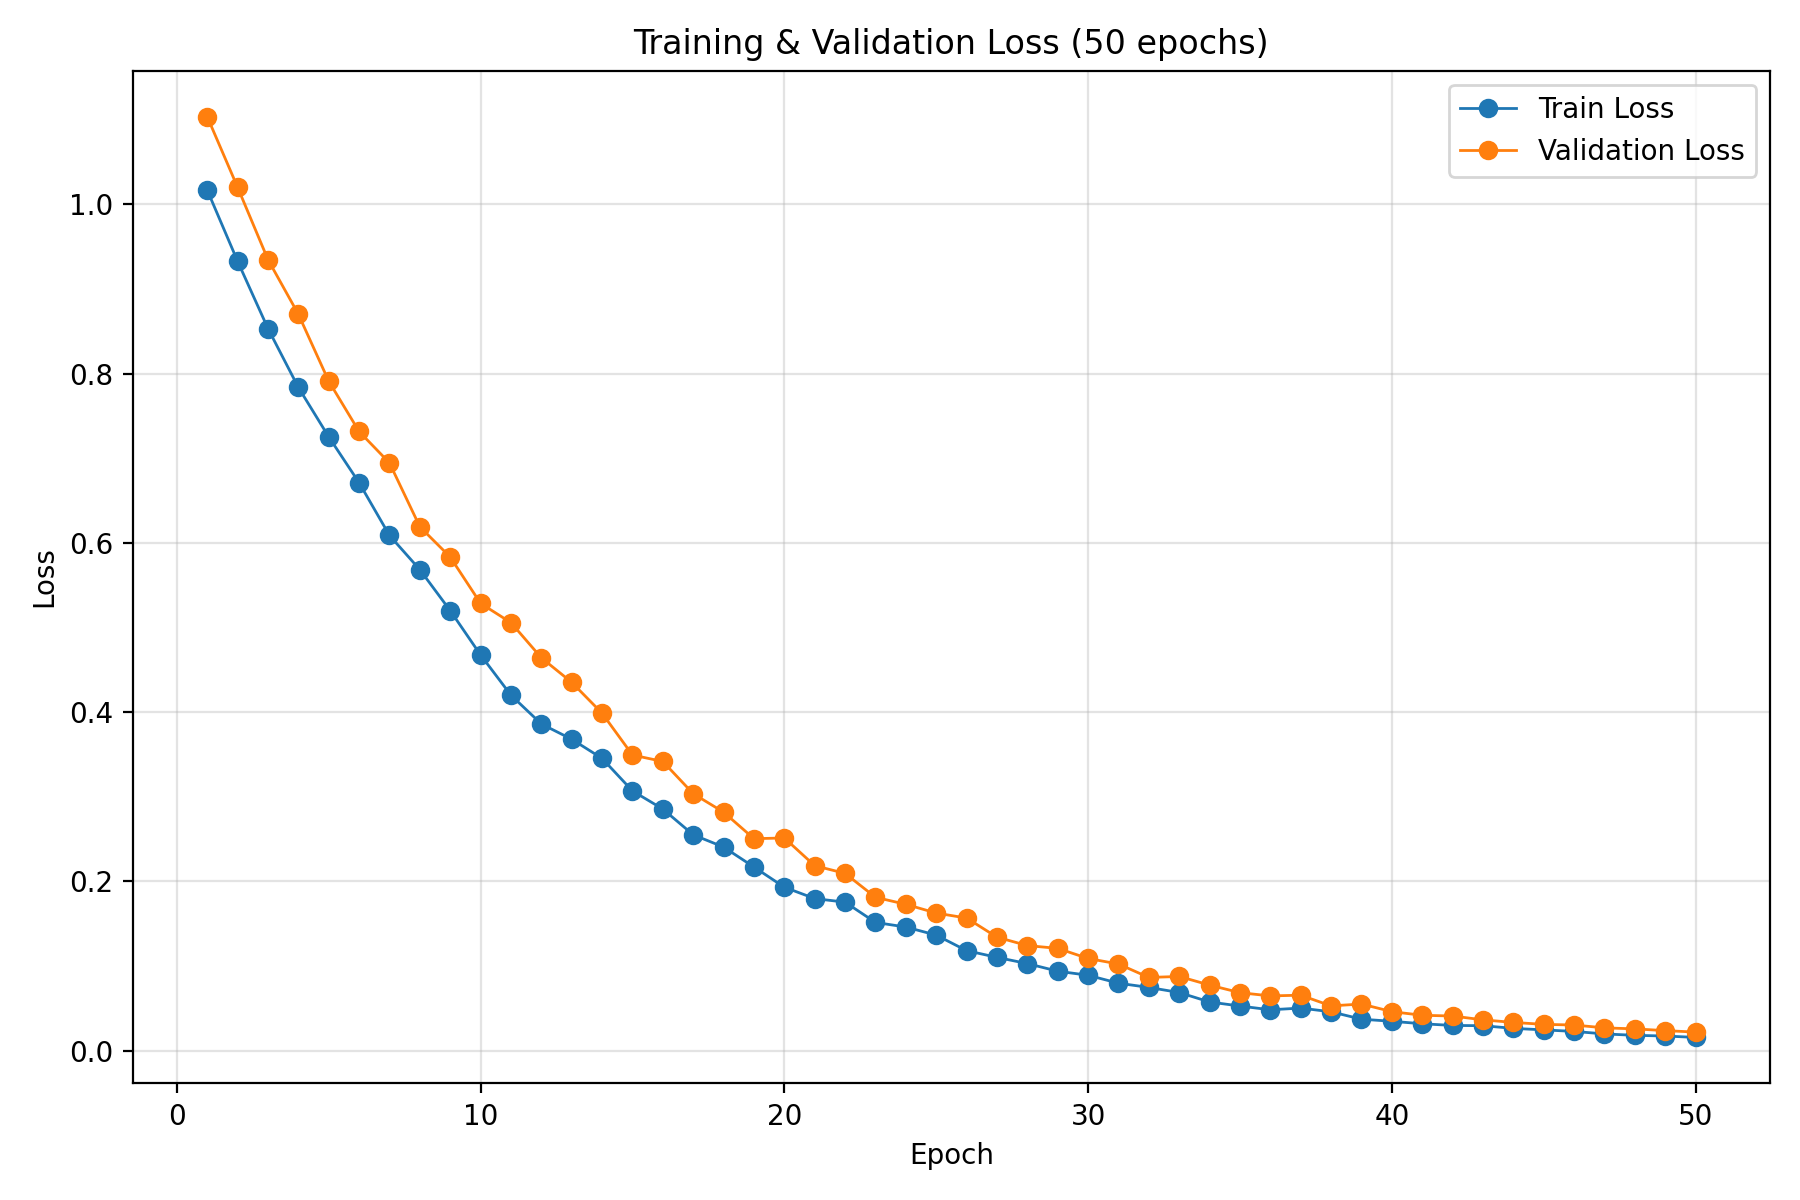 Training & Validation Loss (50 epochs)
Train Loss
Validation Loss
1.0
0.8
0.6
0.4
0.2
0.0
Loss
0 10 20 30 40 50
Epoch